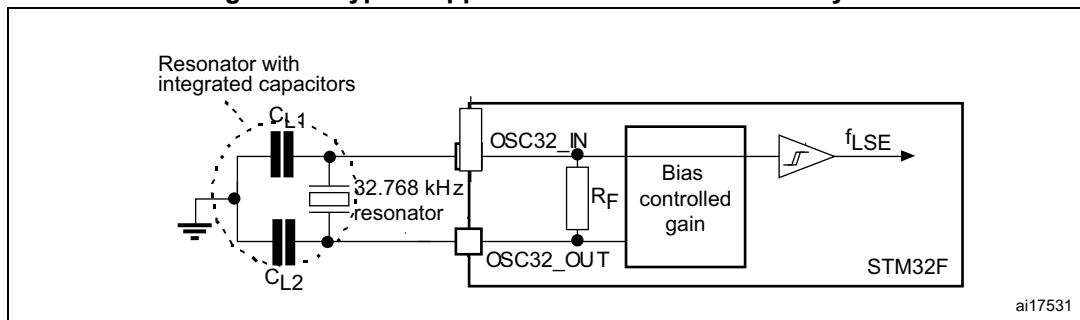 Resonator with
integrated capacitors
CL1
OSC32_IN
fLSE
32.768 kHz
resonator
RF
Bias
controlled
gain
OSC32_OUT
STM32F
CL2
ai17531